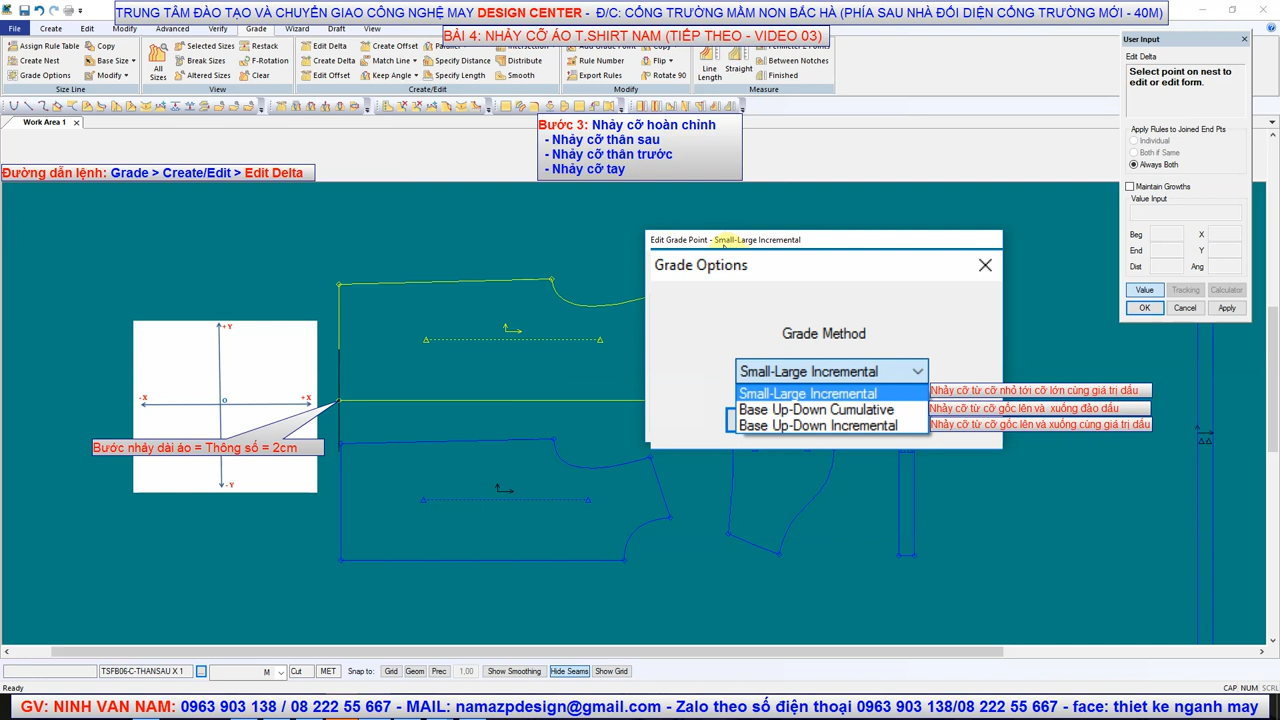 TRUNG TÂM ĐÀO TẠO VÀ CHUYỂN GIAO CÔNG NGHỆ MAY DESIGN CENTER - Đ/C: CỔNG TRƯỜNG MẦM NON BẮC HÀ (PHÍA SAU NHÀ ĐỐI DIỆN CỔNG TRƯỜNG MỚI - 40M)
File Create Edit Modify Advanced Verify Grade Wizard Draft View
BÀI 4: NHẢY CỠ ÁO T.SHIRT NAM (TIẾP THEO - VIDEO 03)
Assign Rule Table Copy Selected Sizes Restack Edit Delta Create Offset Parallel
Create Nest Base Size Break Sizes Rotation Create Delta Match Line Specify Distance Distribute Rule Number Flip Between Notches
Grade Options Modify All Sizes Altered Sizes Clear Edit Offset Keep Angle Specify Length Smooth Export Rules Rotate 90 Line Length Straight Finished
Size Line View Create/Edit Modify Measure
Work Area 1
Bước 3: Nhảy cỡ hoàn chỉnh
- Nhảy cỡ thân sau
- Nhảy cỡ thân trước
- Nhảy cỡ tay
Đường dẫn lệnh: Grade > Create/Edit > Edit Delta
User Input
Edit Delta
Select point on nest to
edit or edit form.
Apply Rules to Joined End Pts
Individual
Both if Same
Always Both
Maintain Growths
Value Input
Beg X
End Y
Dist Ang
Value Tracking Calculator
OK Cancel Apply
Edit Grade Point - Small-Large Incremental
Grade Options
Grade Method
Small-Large Incremental
Small-Large Incremental
Nhảy cỡ từ cỡ nhỏ tới cỡ lớn cùng giá trị dấu
Base Up-Down Cumulative
Nhảy cỡ từ cỡ gốc lên và xuống đảo dấu
Base Up-Down Incremental
Nhảy cỡ từ cỡ gốc lên và xuống cùng giá trị dấu
+Y
-X O +X
-Y
Bước nhảy dài áo = Thông số = 2cm
TSFB06-C-THANSAU X 1 ... M Cut MET Snap to: Grid Geom Prec 1,00 Show Smoothing Hide Seams Show Grid
Ready CAP NUM SCRL
GV: NINH VAN NAM: 0963 903 138 / 08 222 55 667 - MAIL: namazpdesign@gmail.com - Zalo theo số điện thoại 0963 903 138/08 222 55 667 - face: thiet ke nganh may